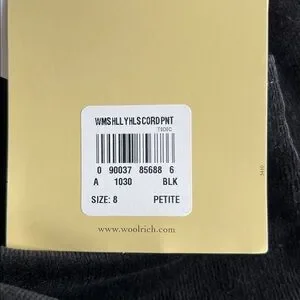 WMSHLLYHLSCORDPNT
0 90037 85688 6
A 1030 BLK
SIZE: 8 PETITE
www.woolrich.com